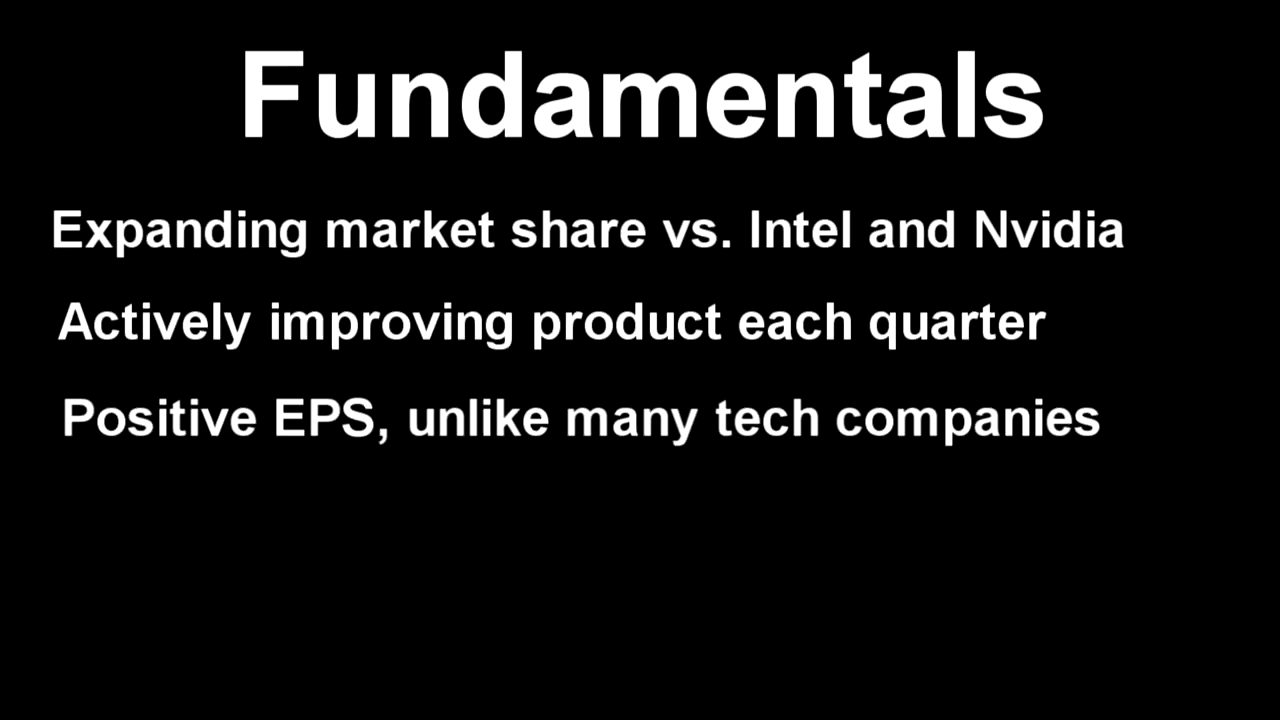 Fundamentals
Expanding market share vs. Intel and Nvidia
Actively improving product each quarter
Positive EPS, unlike many tech companies